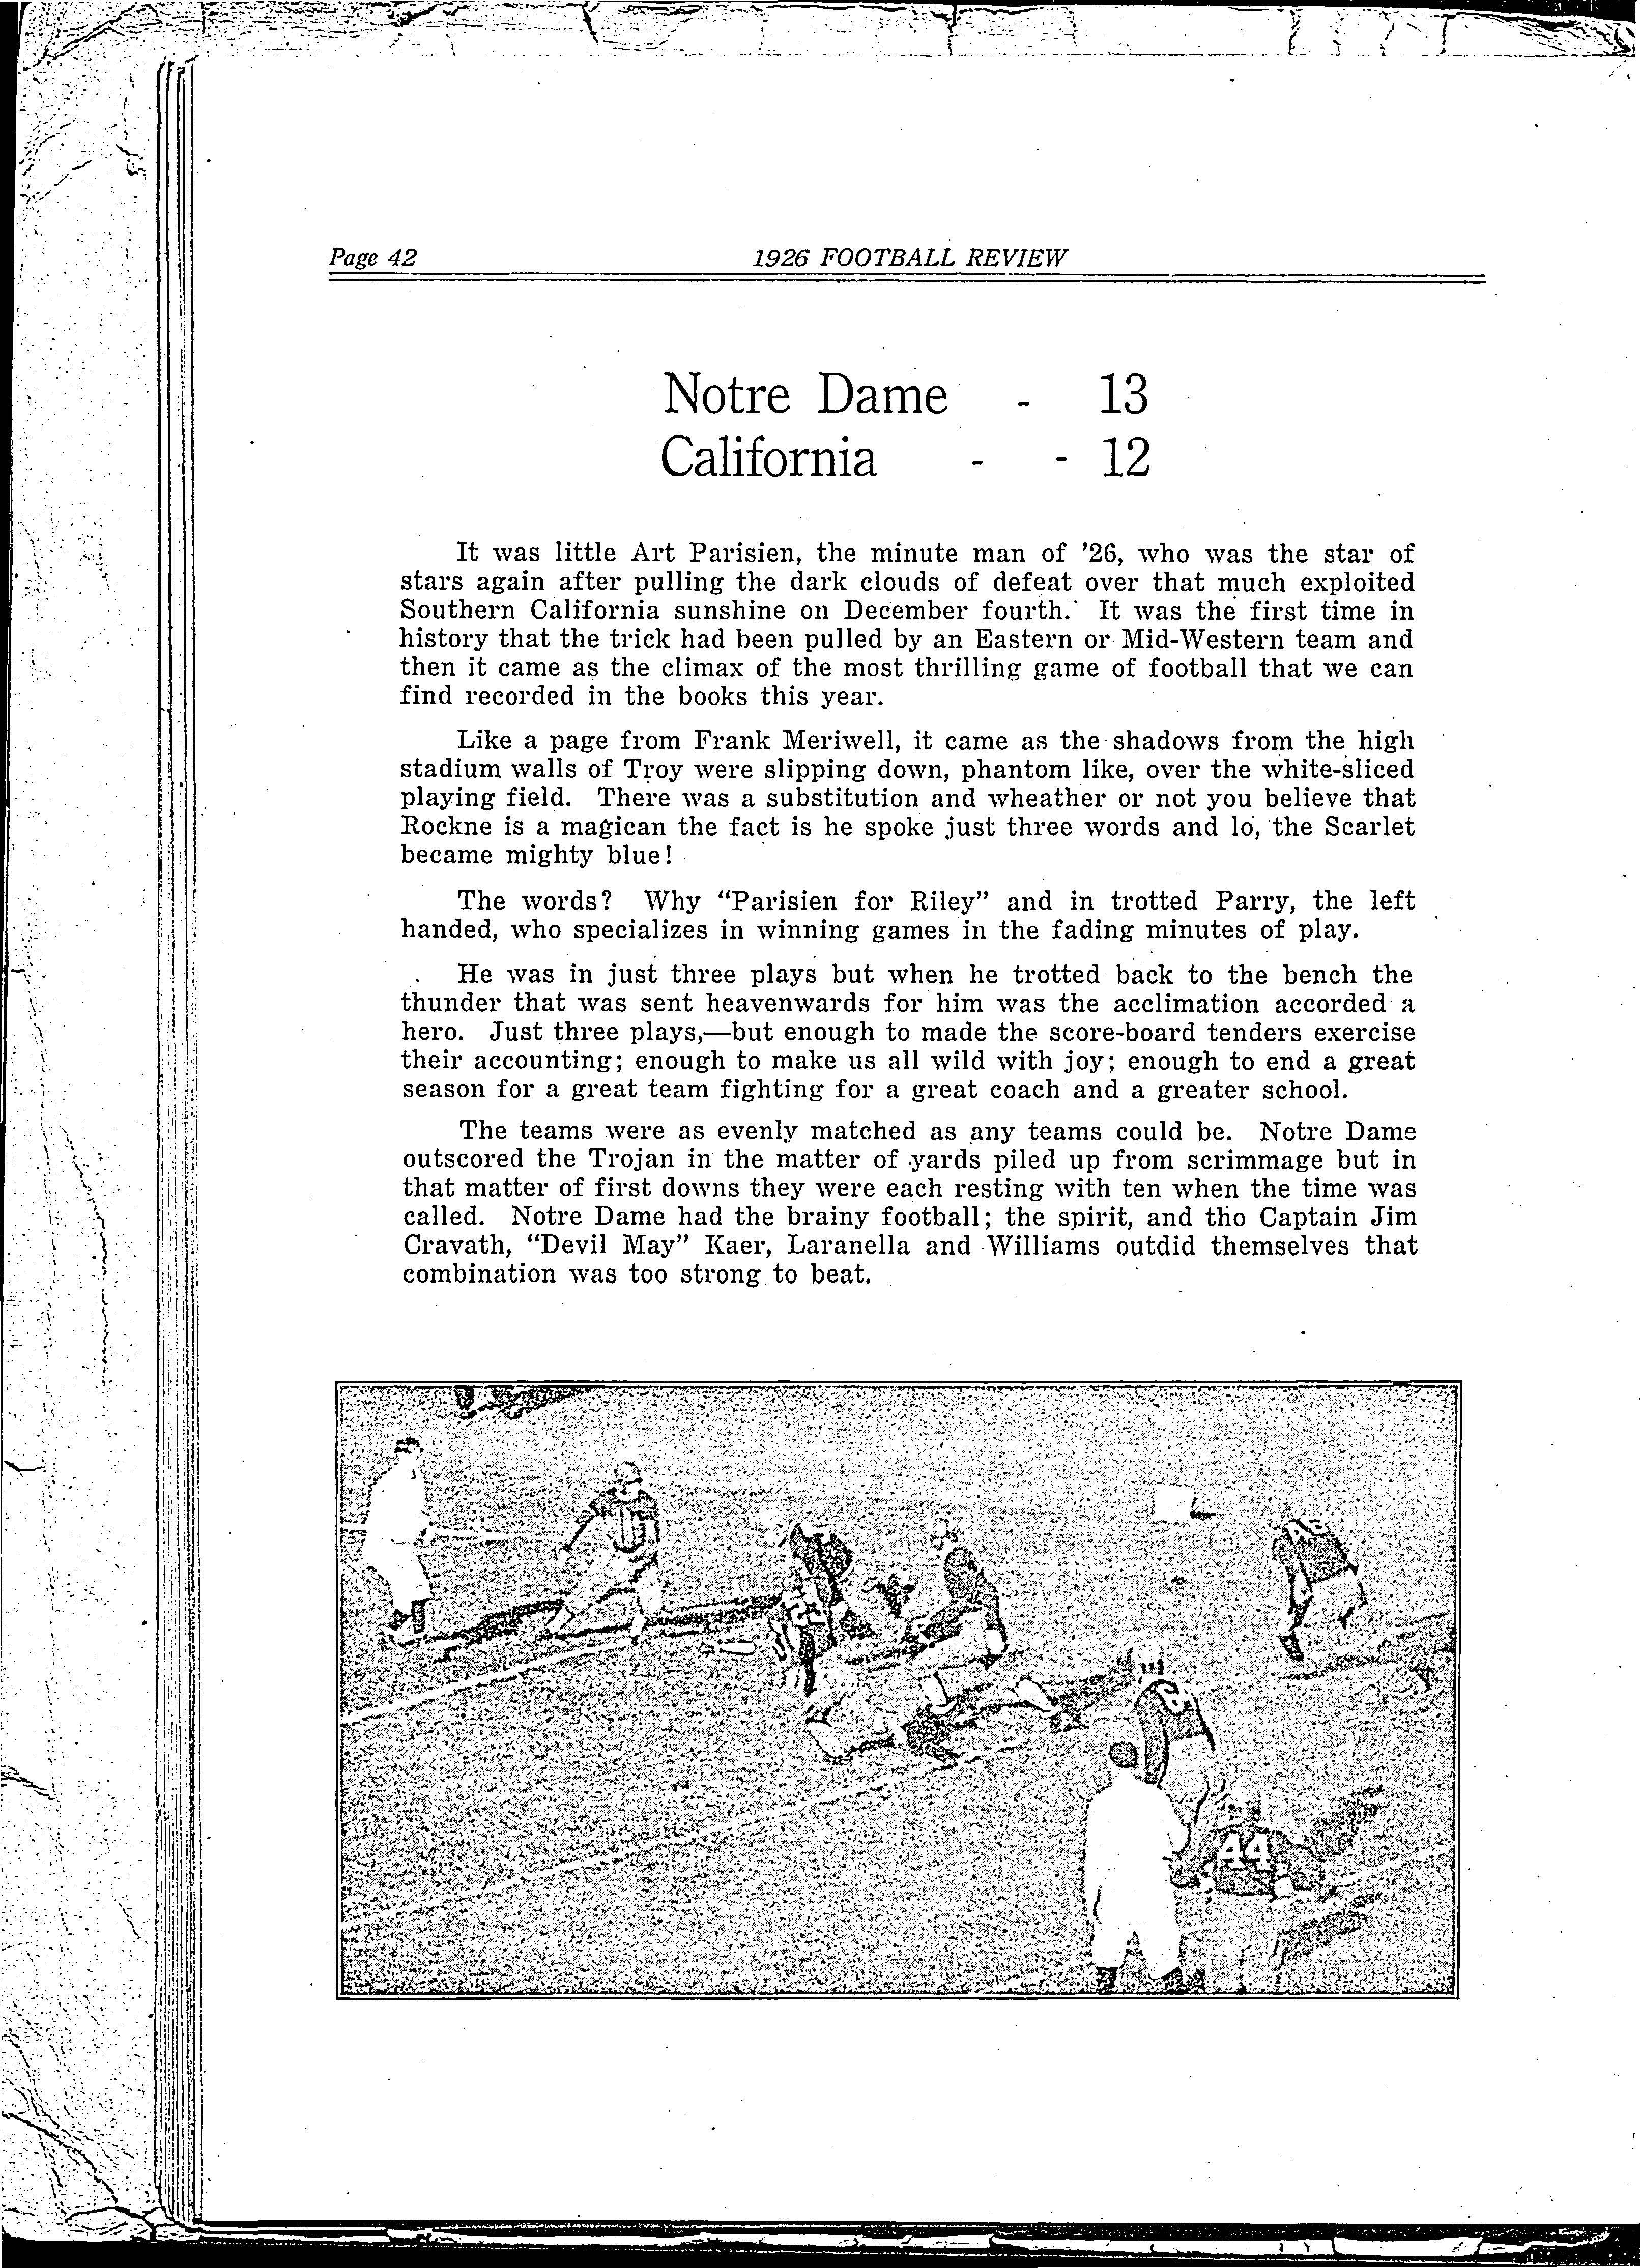 Page 42 1926 FOOTBALL REVIEW
Notre Dame - 13
California - - 12
It was little Art Parisien, the minute man of '26, who was the star of
stars again after pulling the dark clouds of defeat over that much exploited
Southern California sunshine on December fourth. It was the first time in
history that the trick had been pulled by an Eastern or Mid-Western team and
then it came as the climax of the most thrilling game of football that we can
find recorded in the books this year.
Like a page from Frank Meriwell, it came as the shadows from the high
stadium walls of Troy were slipping down, phantom like, over the white-sliced
playing field. There was a substitution and wheather or not you believe that
Rockne is a magican the fact is he spoke just three words and lo, the Scarlet
became mighty blue!
The words? Why “Parisien for Riley” and in trotted Parry, the left
handed, who specializes in winning games in the fading minutes of play.
He was in just three plays but when he trotted back to the bench the
thunder that was sent heavenwards for him was the acclimation accorded a
hero. Just three plays,—but enough to made the score-board tenders exercise
their accounting; enough to make us all wild with joy; enough to end a great
season for a great team fighting for a great coach and a greater school.
The teams were as evenly matched as any teams could be. Notre Dame
outscored the Trojan in the matter of yards piled up from scrimmage but in
that matter of first downs they were each resting with ten when the time was
called. Notre Dame had the brainy football; the spirit, and tho Captain Jim
Cravath, “Devil May” Kaer, Laranella and Williams outdid themselves that
combination was too strong to beat.
44